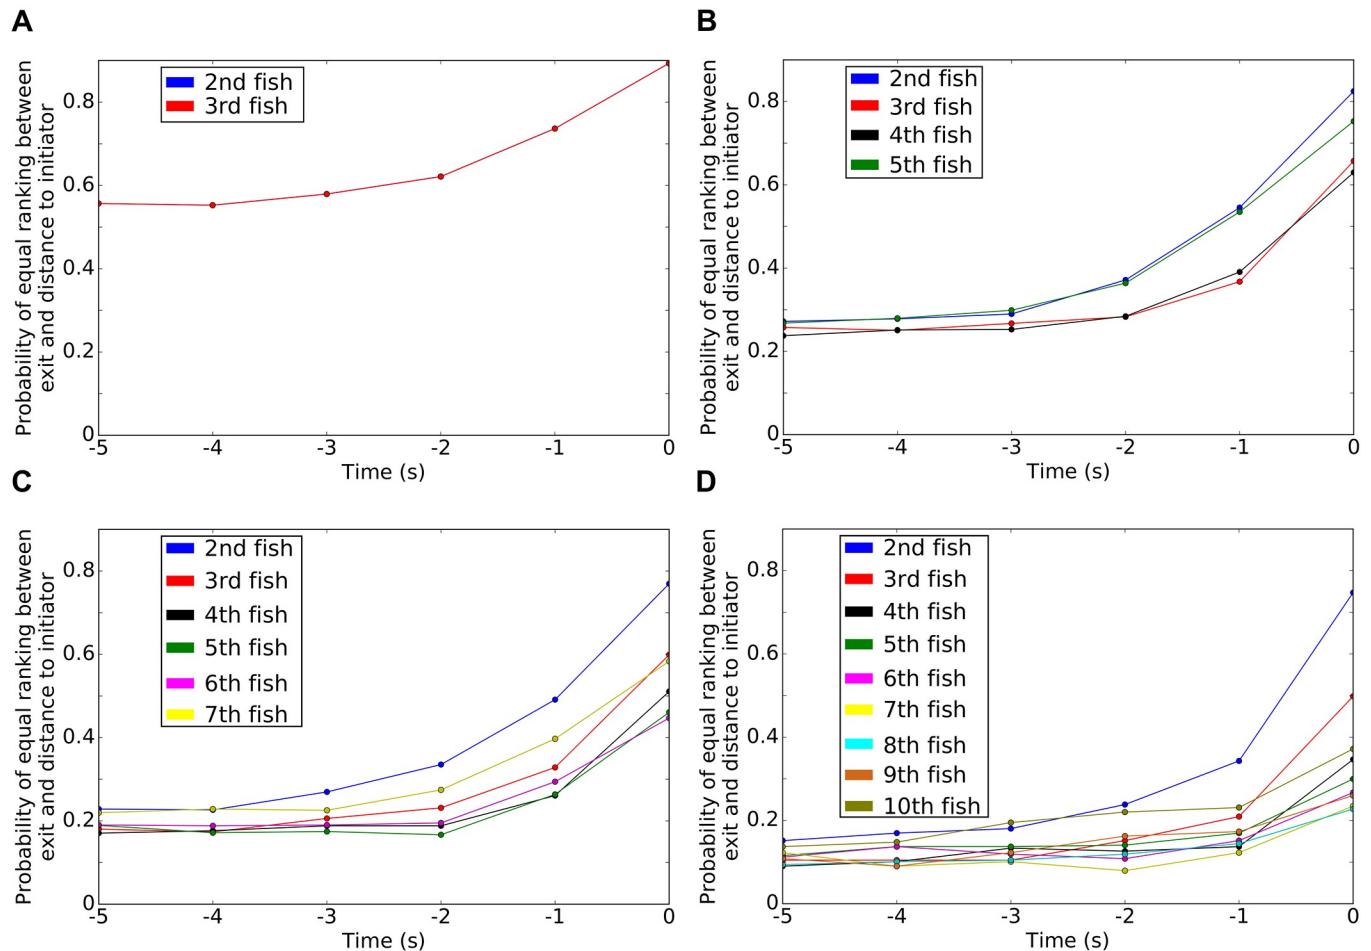 A
Probability of equal ranking between
exit and distance to initiator
0.8
0.6
0.4
0.2
0
2nd fish
3rd fish
-5 -4 -3 -2 -1 0
Time (s)
B
Probability of equal ranking between
exit and distance to initiator
0.8
0.6
0.4
0.2
0
2nd fish
3rd fish
4th fish
5th fish
-5 -4 -3 -2 -1 0
Time (s)
C
Probability of equal ranking between
exit and distance to initiator
0.8
0.6
0.4
0.2
0
2nd fish
3rd fish
4th fish
5th fish
6th fish
7th fish
-5 -4 -3 -2 -1 0
Time (s)
D
Probability of equal ranking between
exit and distance to initiator
0.8
0.6
0.4
0.2
0
2nd fish
3rd fish
4th fish
5th fish
6th fish
7th fish
8th fish
9th fish
10th fish
-5 -4 -3 -2 -1 0
Time (s)